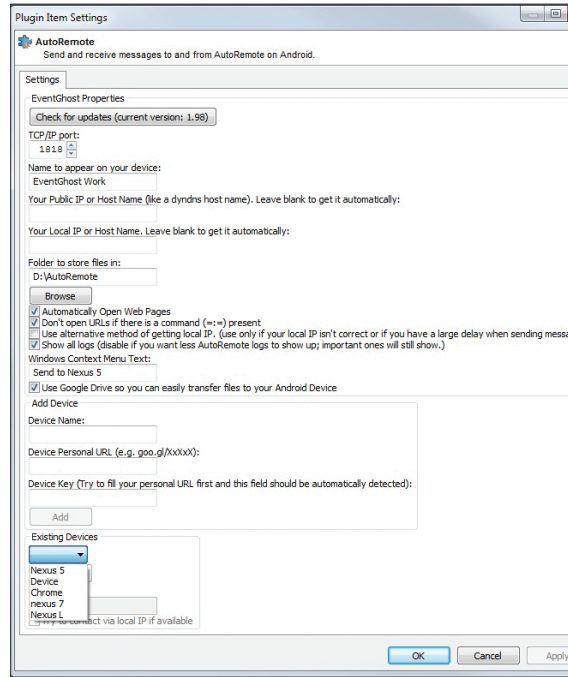 Plugin Item Settings
AutoRemote
Send and receive messages to and from AutoRemote on Android.
Settings
EventGhost Properties
Check for updates (current version: 1.98)
TCP/IP port:
1818
Name to appear on your device:
EventGhost Work
Your Public IP or Host Name (like a dyndns host name). Leave blank to get it automatically:
Your Local IP or Host Name. Leave blank to get it automatically:
Folder to store files in:
D:\AutoRemote
Browse
Automatically Open Web Pages
Don't open URLs if there is a command (=:=) present
Use alternative method of getting local IP. (use only if your local IP isn't correct or if you have a large delay when sending messa
Show all logs (disable if you want less AutoRemote logs to show up; important ones will still show.)
Windows Context Menu Text:
Send to Nexus 5
Use Google Drive so you can easily transfer files to your Android Device
Add Device
Device Name:
Device Personal URL (e.g. goo.gl/XxXxX):
Device Key (Try to fill your personal URL first and this field should be automatically detected):
Add
Existing Devices
Nexus 5
Device
Chrome
nexus 7
Nexus L
Try to contact via local IP if available
OK Cancel Apply